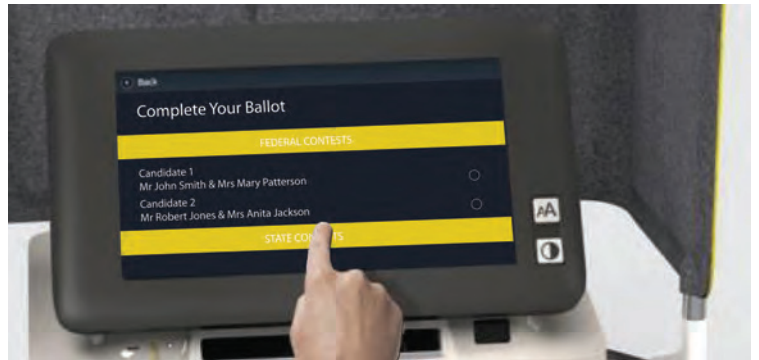 Back
Complete Your Ballot
FEDERAL CONTESTS
Candidate 1
Mr John Smith & Mrs Mary Patterson
Candidate 2
Mr Robert Jones & Mrs Anita Jackson
STATE
AA